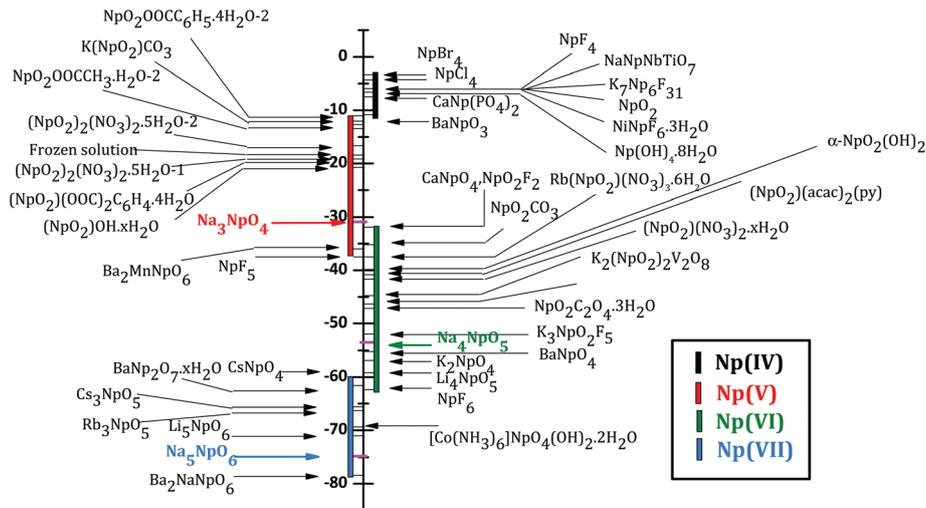 NpO₂OOCC₆H₅.4H₂O-2
K(NpO₂)CO₃
NpO₂OOCCH₃.H₂O-2
(NpO₂)₂(NO₃)₂.5H₂O-2
Frozen solution
(NpO₂)₂(NO₃)₂.5H₂O-1
(NpO₂)(OOC)₂C₆H₄.4H₂O
(NpO₂)OH.xH₂O
Na₃NpO₄
Ba₂MnNpO₆
NpF₅
BaNp₂O₇.xH₂O
CsNpO₄
Cs₃NpO₅
Rb₃NpO₅
Li₅NpO₆
Na₅NpO₆
Ba₂NaNpO₆
0
-10
-20
-30
-40
-50
-60
-70
-80
NpBr₄
NpCl₄
CaNp(PO₄)₂
BaNpO₃
NpF₄
NaNpNbTiO₇
K₇Np₆F₃₁
NpO₂
NiNpF₆.3H₂O
Np(OH)₄.8H₂O
α-NpO₂(OH)₂
CaNpO₄,NpO₂F₂
Rb(NpO₂)(NO₃)₃.6H₂O
(NpO₂)(acac)₂(py)
NpO₂CO₃
(NpO₂)(NO₃)₂.xH₂O
K₂(NpO₂)₂V₂O₈
NpO₂C₂O₄.3H₂O
K₃NpO₂F₅
Na₄NpO₅
BaNpO₄
K₂NpO₄
Li₄NpO₅
NpF₆
[Co(NH₃)₆]NpO₄(OH)₂.2H₂O
Np(IV)
Np(V)
Np(VI)
Np(VII)